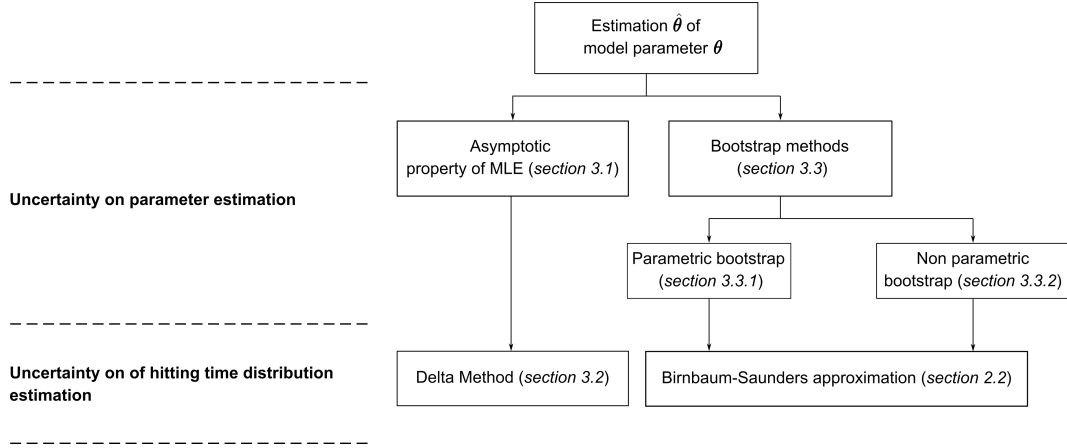 Estimation θ̂ of
model parameter θ
Asymptotic
property of MLE (section 3.1)
Bootstrap methods
(section 3.3)
Uncertainty on parameter estimation
Parametric bootstrap
(section 3.3.1)
Non parametric
bootstrap (section 3.3.2)
Uncertainty on of hitting time distribution
estimation
Delta Method (section 3.2)
Birnbaum-Saunders approximation (section 2.2)